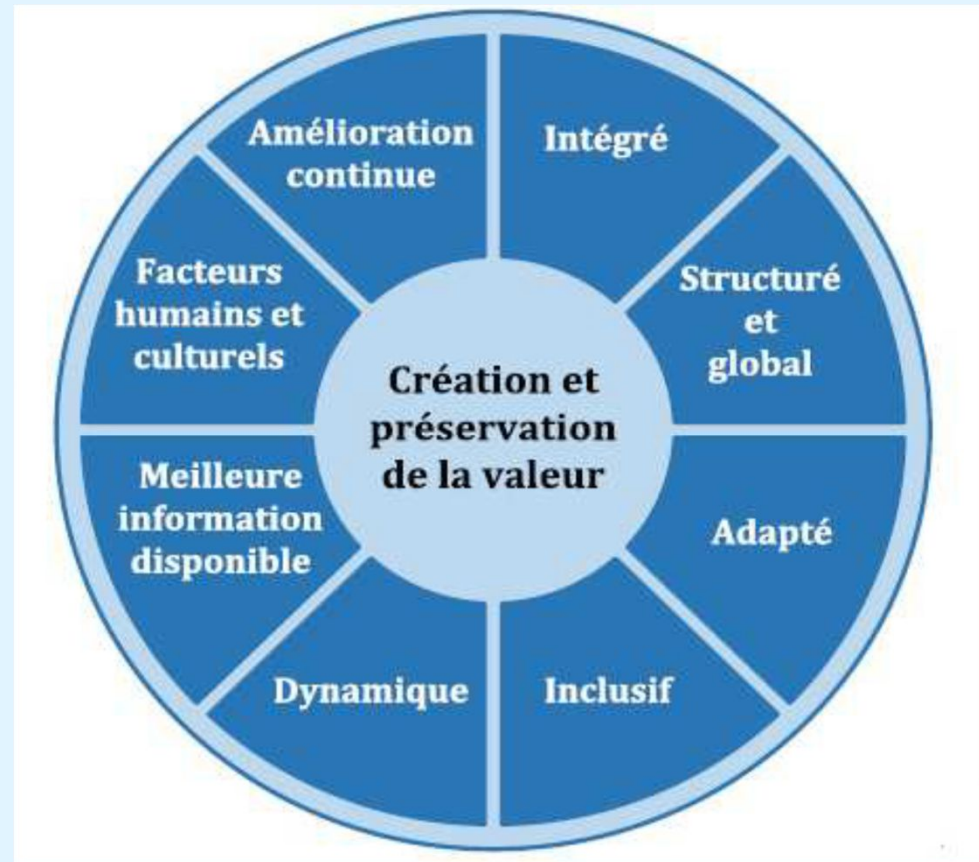 Création et
préservation
de la valeur
Intégré
Structuré
et
global
Adapté
Inclusif
Dynamique
Meilleure
information
disponible
Facteurs
humains et
culturels
Amélioration
continue